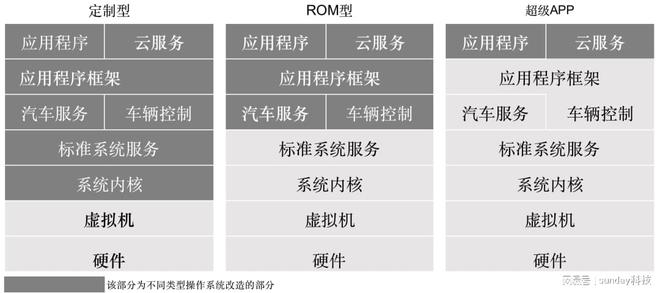 定制型
ROM型
超级APP
应用程序 云服务 应用程序 云服务 应用程序 云服务
应用程序框架 应用程序框架 应用程序框架
汽车服务 车辆控制 汽车服务 车辆控制 汽车服务 车辆控制
标准系统服务 标准系统服务 标准系统服务
系统内核 系统内核 系统内核
虚拟机 虚拟机 虚拟机
硬件 硬件 硬件
该部分为不同类型操作系统改造的部分
网易号 / sunday科技